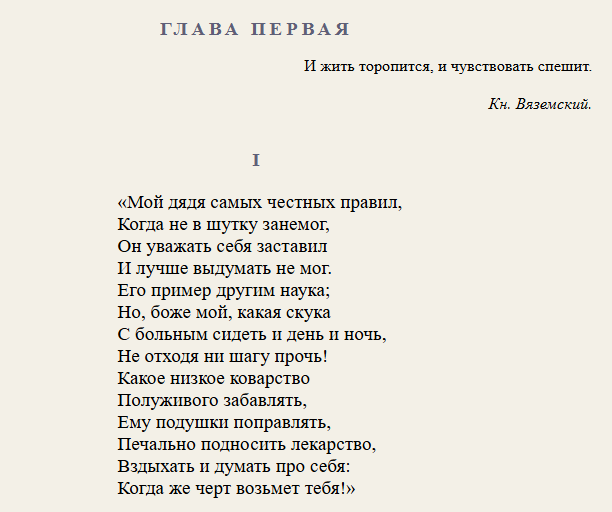 ГЛАВА ПЕРВАЯ
И жить торопится, и чувствовать спешит.
Кн. Вяземский.
I
«Мой дядя самых честных правил,
Когда не в шутку занемог,
Он уважать себя заставил
И лучше выдумать не мог.
Его пример другим наука;
Но, боже мой, какая скука
С больным сидеть и день и ночь,
Не отходя ни шагу прочь!
Какое низкое коварство
Полуживого забавлять,
Ему подушки поправлять,
Печально подносить лекарство,
Вздыхать и думать про себя:
Когда же черт возьмет тебя!»